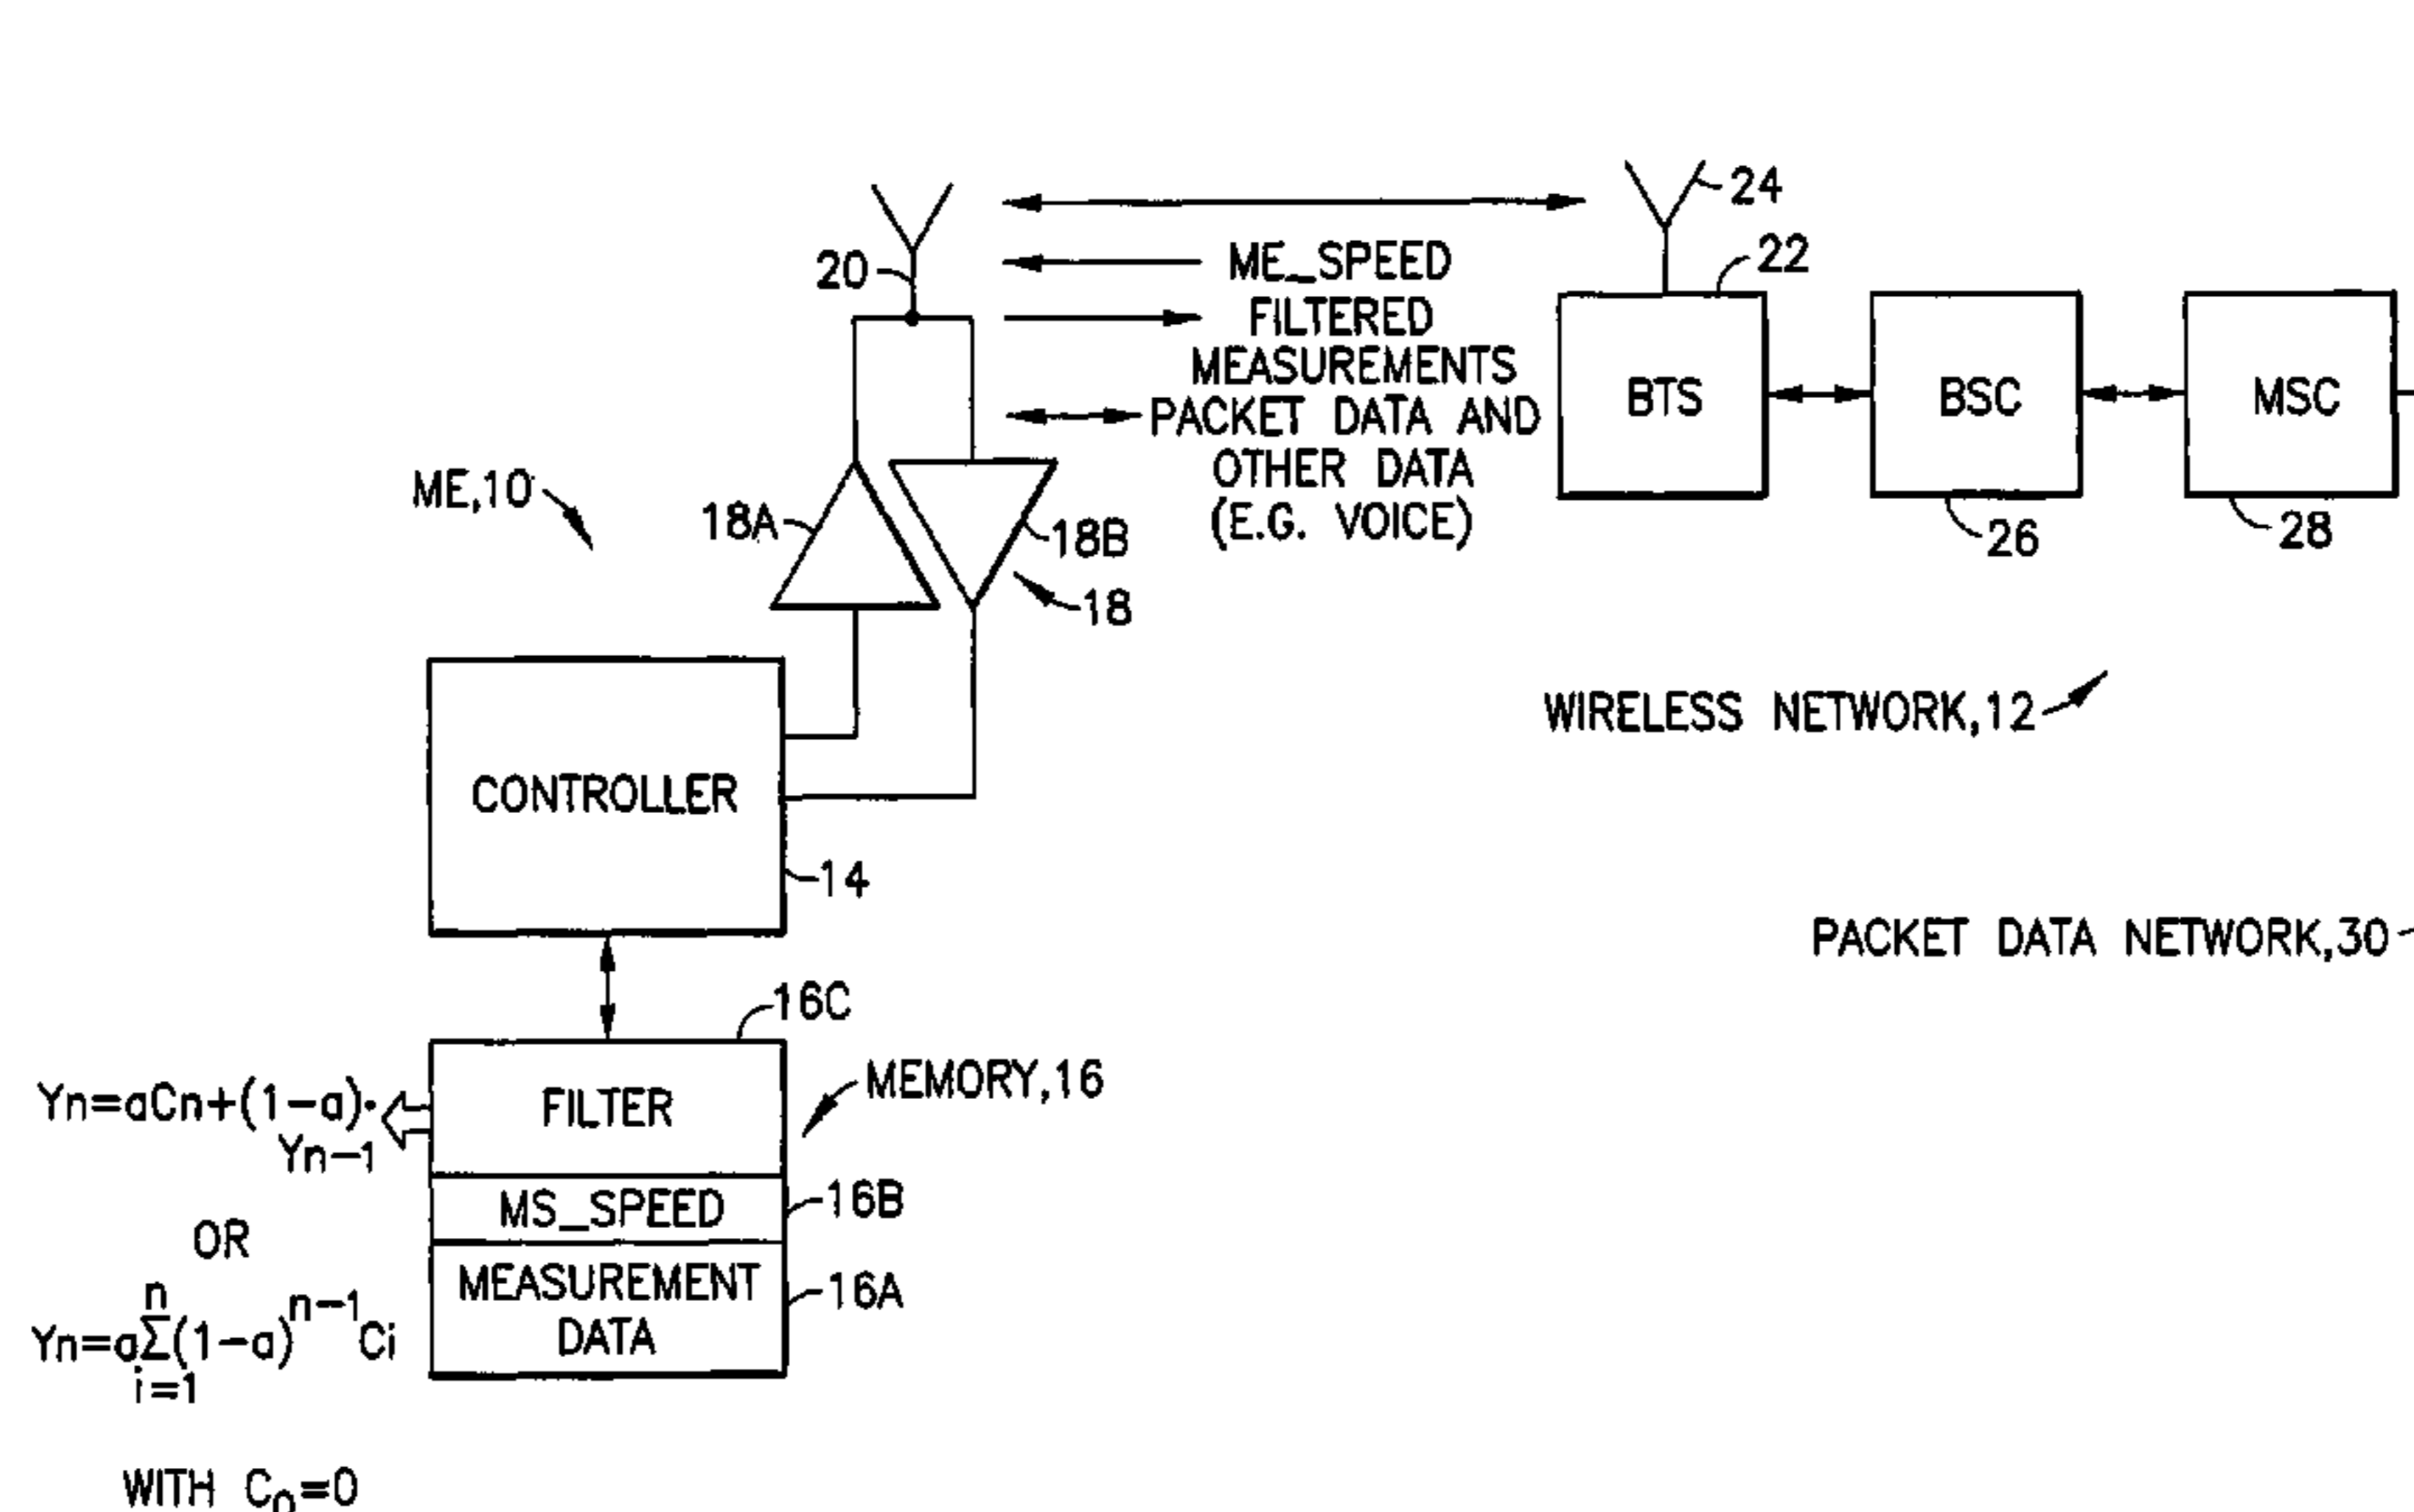 24
22
20
ME_SPEED
FILTERED
MEASUREMENTS
PACKET DATA AND
OTHER DATA
(E.G. VOICE)
BTS
BSC
MSC
26
28
ME,10
18A
18B
18
WIRELESS NETWORK,12
CONTROLLER
14
PACKET DATA NETWORK,30
16C
FILTER
MEMORY,16
Yn=aCn+(1-a)·
Yn-1
MS_SPEED
16B
OR
MEASUREMENT
DATA
16A
n
Yn=aΣ(1-a)^{n-1}Ci
i=1
WITH C₀=0